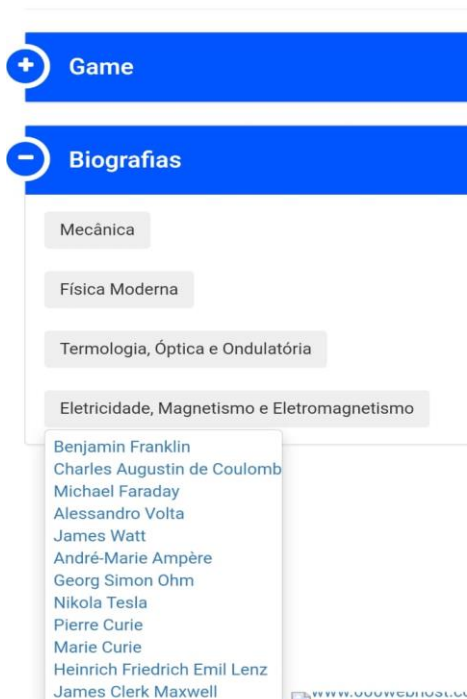 Game
Biografias
Mecânica
Física Moderna
Termologia, Óptica e Ondulatória
Eletricidade, Magnetismo e Eletromagnetismo
Benjamin Franklin
Charles Augustin de Coulomb
Michael Faraday
Alessandro Volta
James Watt
André-Marie Ampère
Georg Simon Ohm
Nikola Tesla
Pierre Curie
Marie Curie
Heinrich Friedrich Emil Lenz
James Clerk Maxwell